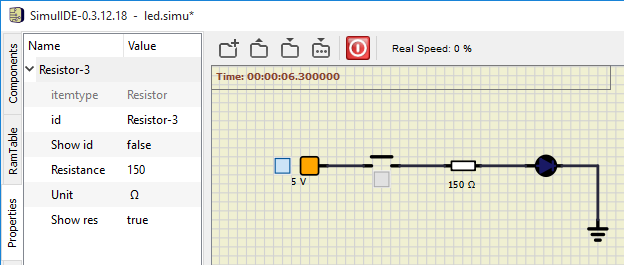 SimulIDE-0.3.12.18 - led.simu*
Components
RamTable
Properties
Name Value
Resistor-3
itemtype Resistor
id Resistor-3
Show id false
Resistance 150
Unit Ω
Show res true
Real Speed: 0 %
Time: 00:00:06.300000
5 V
150 Ω